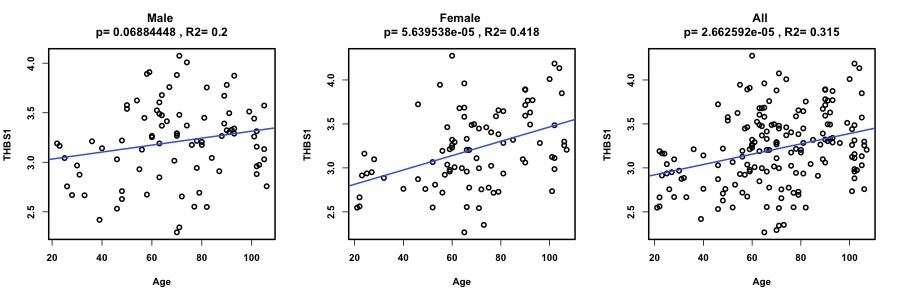 Male
p= 0.06884448 , R2= 0.2
THBS1
4.0
3.5
3.0
2.5
20 40 60 80 100
Age
Female
p= 5.639538e-05 , R2= 0.418
THBS1
4.0
3.5
3.0
2.5
20 40 60 80 100
Age
All
p= 2.662592e-05 , R2= 0.315
THBS1
4.0
3.5
3.0
2.5
20 40 60 80 100
Age